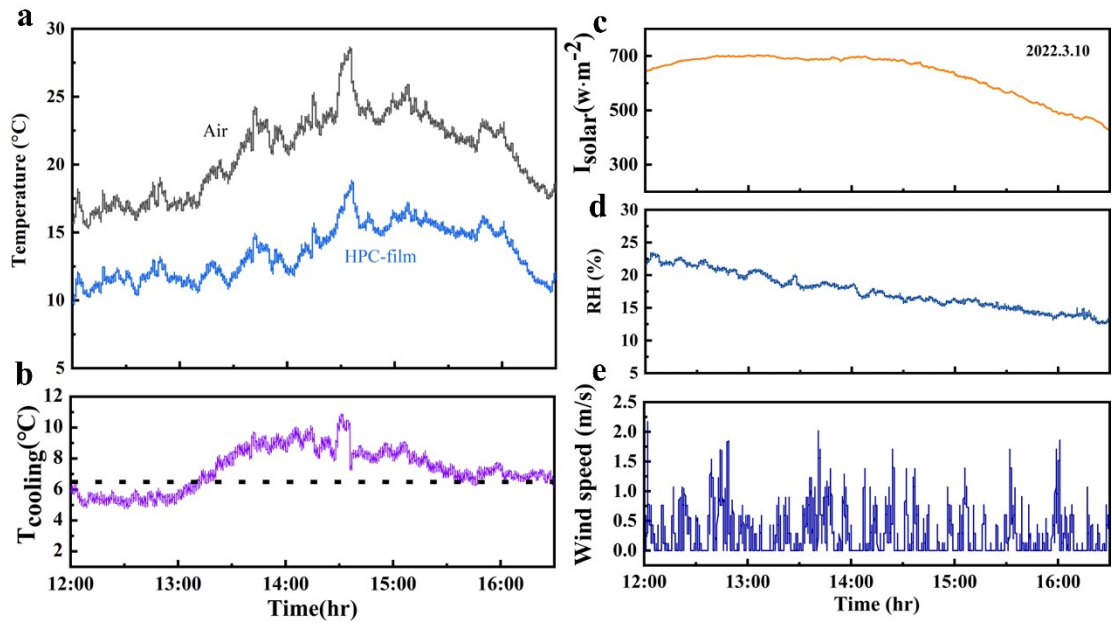 a
30
25
20
15
10
5
Temperature (°C)
Air
HPC-film
b
12
10
8
6
4
2
Tcooling(°C)
12:00 13:00 14:00 15:00 16:00
Time(hr)
c
700
500
300
Isolar(w·m-2)
2022.3.10
d
30
25
20
15
10
5
RH (%)
e
2.5
2.0
1.5
1.0
0.5
0.0
Wind speed (m/s)
12:00 13:00 14:00 15:00 16:00
Time (hr)